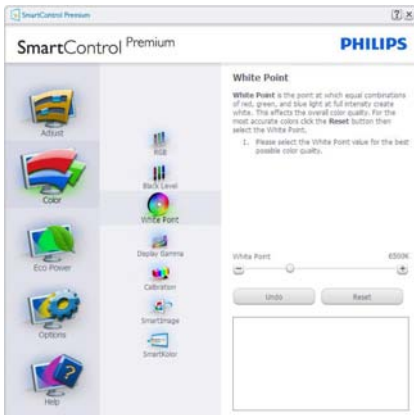 SmartControl Premium
SmartControl Premium
PHILIPS
Adjust
Color
Eco Power
Options
Help
RGB
Black Level
White Point
Display Gamma
Calibration
SmartImage
SmartKolor
White Point
White Point is the point at which equal combinations
of red, green, and blue light at full intensity create
white. This effects the overall color quality. For the
most accurate colors click the Reset button then
select the White Point.
1. Please select the White Point value for the best
possible color quality.
White Point 6500K
Undo Reset